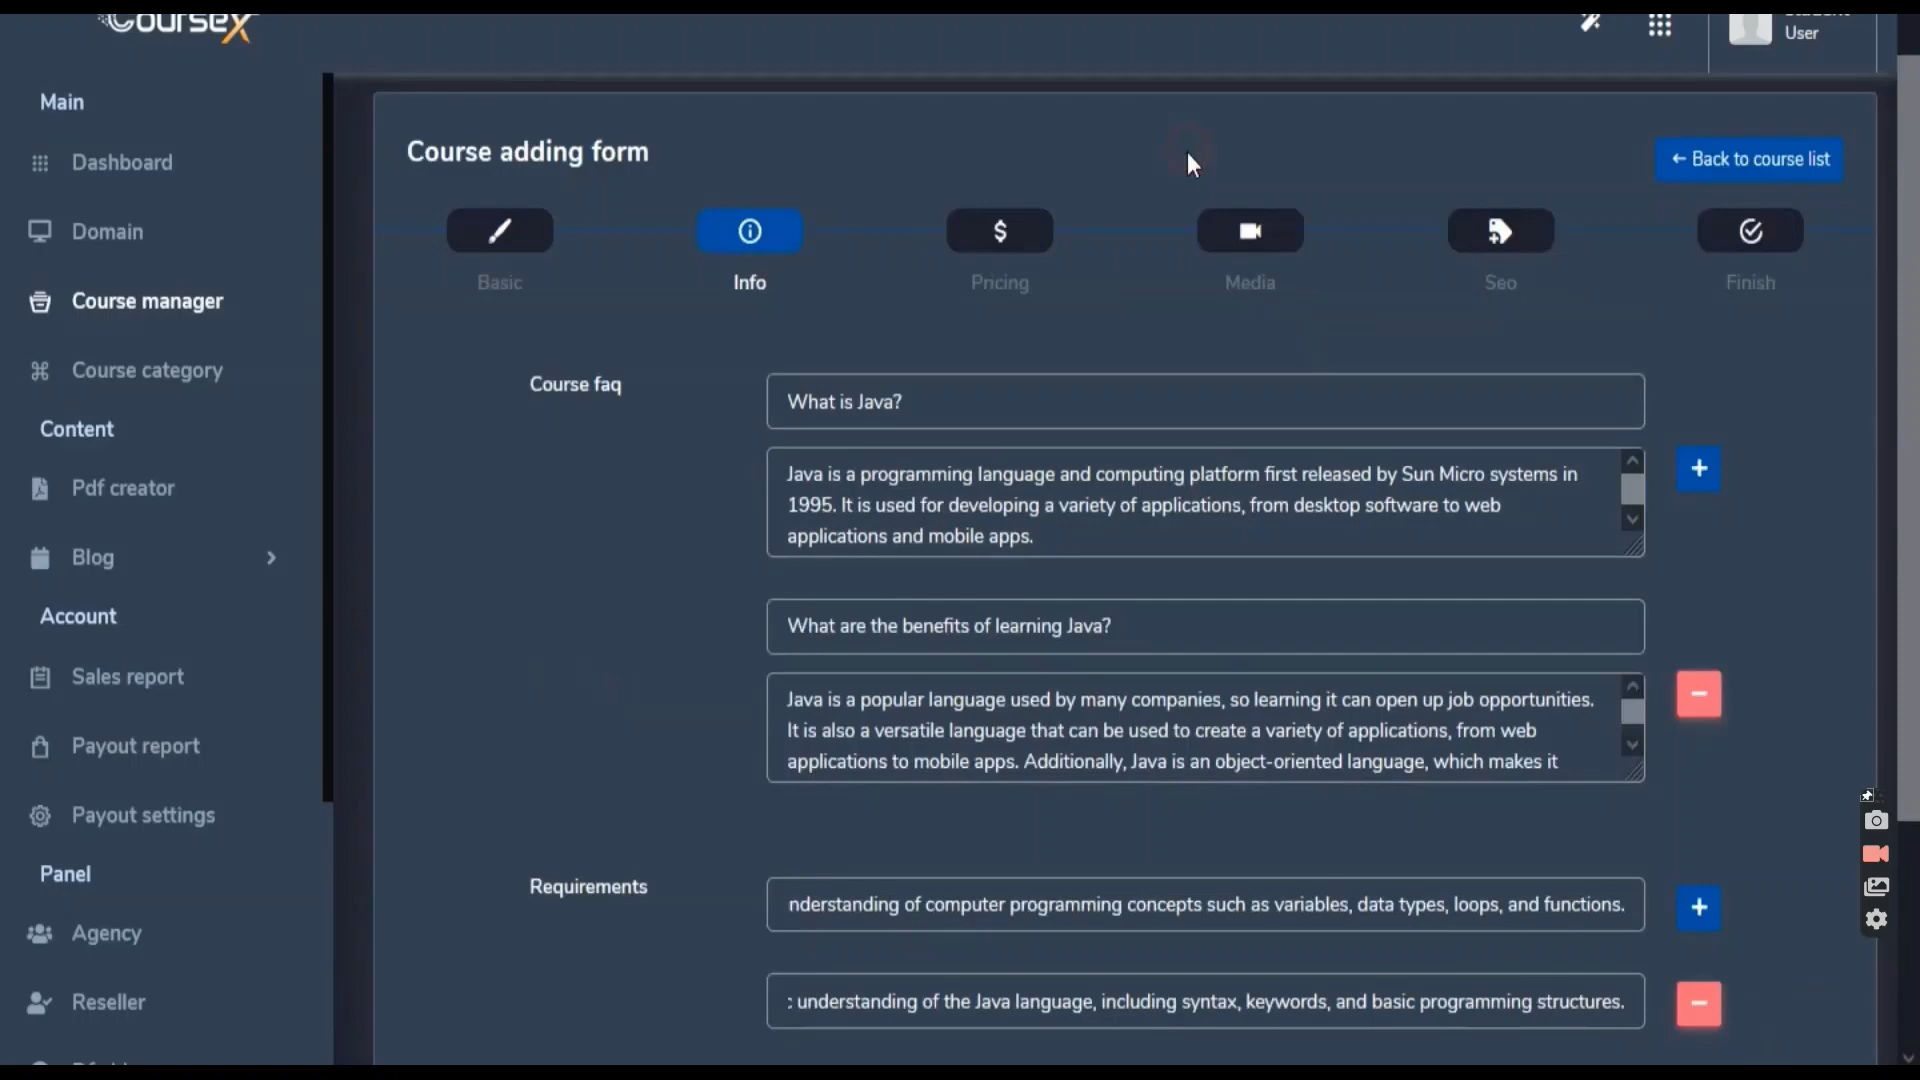 CourseX
User
Main
Dashboard
Domain
Course manager
Course category
Content
Pdf creator
Blog
Account
Sales report
Payout report
Payout settings
Panel
Agency
Reseller
Course adding form
← Back to course list
Basic
Info
Pricing
Media
Seo
Finish
Course faq
What is Java?
Java is a programming language and computing platform first released by Sun Micro systems in
1995. It is used for developing a variety of applications, from desktop software to web
applications and mobile apps.
What are the benefits of learning Java?
Java is a popular language used by many companies, so learning it can open up job opportunities.
It is also a versatile language that can be used to create a variety of applications, from web
applications to mobile apps. Additionally, Java is an object-oriented language, which makes it
Requirements
nderstanding of computer programming concepts such as variables, data types, loops, and functions.
understanding of the Java language, including syntax, keywords, and basic programming structures.